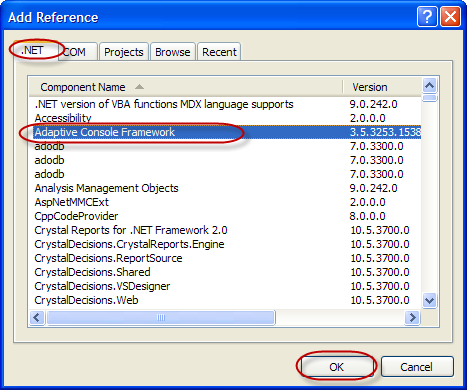 Add Reference
.NET COM Projects Browse Recent
Component Name Version
.NET version of VBA functions MDX language supports 9.0.242.0
Accessibility 2.0.0.0
Adaptive Console Framework 3.5.3253.1538
adodb 7.0.3300.0
adodb 7.0.3300.0
adodb 7.0.3300.0
Analysis Management Objects 9.0.242.0
AspNetMMCExt 2.0.0.0
CppCodeProvider 8.0.0.0
Crystal Reports for .NET Framework 2.0 10.5.3700.0
CrystalDecisions.CrystalReports.Engine 10.5.3700.0
CrystalDecisions.ReportSource 10.5.3700.0
CrystalDecisions.Shared 10.5.3700.0
CrystalDecisions.VSDesigner 10.5.3700.0
CrystalDecisions.Web 10.5.3700.0
OK Cancel